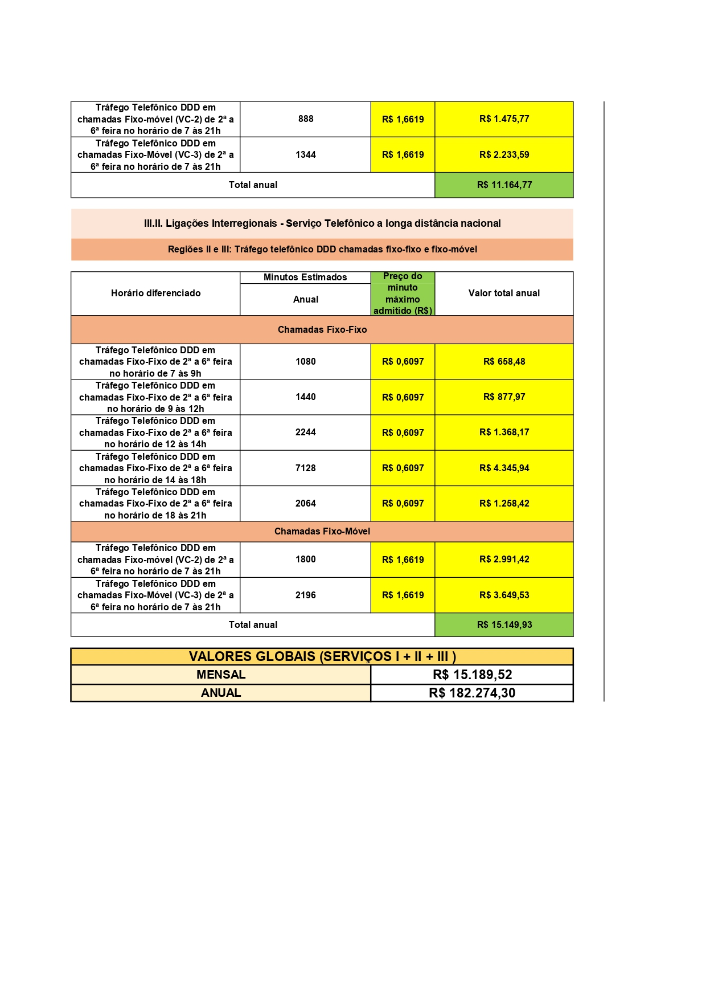 Tráfego Telefônico DDD em
chamadas Fixo-móvel (VC-2) de 2ª a
6ª feira no horário de 7 às 21h
888
R$ 1,6619
R$ 1.475,77
Tráfego Telefônico DDD em
chamadas Fixo-Móvel (VC-3) de 2ª a
6ª feira no horário de 7 às 21h
1344
R$ 1,6619
R$ 2.233,59
Total anual
R$ 11.164,77
III.II. Ligações Interregionais - Serviço Telefônico a longa distância nacional
Regiões II e III: Tráfego telefônico DDD chamadas fixo-fixo e fixo-móvel
Horário diferenciado
Minutos Estimados
Anual
Preço do
minuto
máximo
admitido (R$)
Valor total anual
Chamadas Fixo-Fixo
Tráfego Telefônico DDD em
chamadas Fixo-Fixo de 2ª a 6ª feira
no horário de 7 às 9h
1080
R$ 0,6097
R$ 658,48
Tráfego Telefônico DDD em
chamadas Fixo-Fixo de 2ª a 6ª feira
no horário de 9 às 12h
1440
R$ 0,6097
R$ 877,97
Tráfego Telefônico DDD em
chamadas Fixo-Fixo de 2ª a 6ª feira
no horário de 12 às 14h
2244
R$ 0,6097
R$ 1.368,17
Tráfego Telefônico DDD em
chamadas Fixo-Fixo de 2ª a 6ª feira
no horário de 14 às 18h
7128
R$ 0,6097
R$ 4.345,94
Tráfego Telefônico DDD em
chamadas Fixo-Fixo de 2ª a 6ª feira
no horário de 18 às 21h
2064
R$ 0,6097
R$ 1.258,42
Chamadas Fixo-Móvel
Tráfego Telefônico DDD em
chamadas Fixo-móvel (VC-2) de 2ª a
6ª feira no horário de 7 às 21h
1800
R$ 1,6619
R$ 2.991,42
Tráfego Telefônico DDD em
chamadas Fixo-Móvel (VC-3) de 2ª a
6ª feira no horário de 7 às 21h
2196
R$ 1,6619
R$ 3.649,53
Total anual
R$ 15.149,93
VALORES GLOBAIS (SERVIÇOS I + II + III )
MENSAL
R$ 15.189,52
ANUAL
R$ 182.274,30